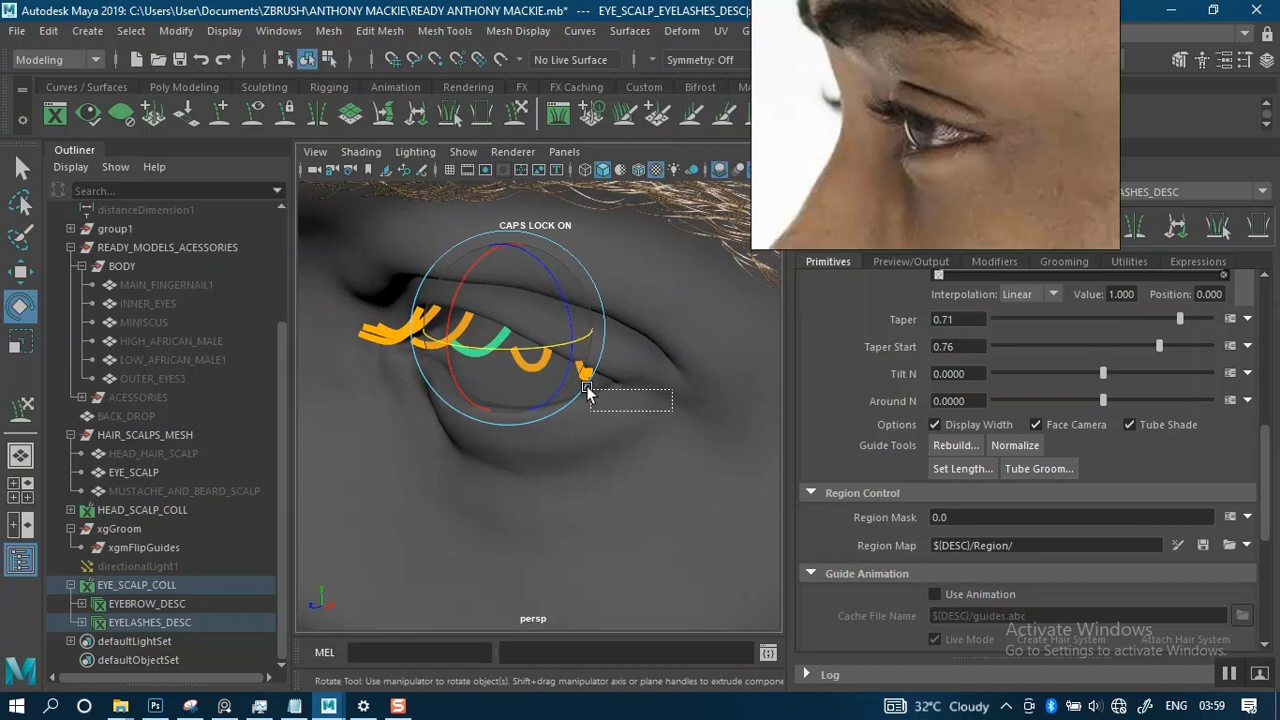 Autodesk Maya 2019: C:\Users\User\Documents\ZBRUSH\ANTHONY MACKIE\READY ANTHONY MACKIE.mb* --- EYE_SCALP_EYELASHES_DESC
File Edit Create Select Modify Display Windows Mesh Edit Mesh Mesh Tools Mesh Display Curves Surfaces Deform
Modeling No Live Surface Symmetry: Off
Curves / Surfaces Poly Modeling Sculpting Rigging Animation Rendering FX FX Caching Custom Bifrost
Outliner
Display Show Help
Search...
distanceDimension1
group1
READY_MODELS_ACESSORIES
BODY
MAIN_FINGERNAIL1
INNER_EYES
MINISCUS
HIGH_AFRICAN_MALE
LOW_AFRICAN_MALE1
OUTER_EYES3
ACCESSORIES
BACK_DROP
HAIR_SCALPS_MESH
HEAD_HAIR_SCALP
EYE_SCALP
MUSTACHE_AND_BEARD_SCALP
HEAD_SCALP_COLL
xgGroom
xgmFlipGuides
directionalLight1
EYE_SCALP_COLL
EYEBROW_DESC
EYELASHES_DESC
defaultLightSet
defaultObjectSet
View Shading Lighting Show Renderer Panels
CAPS LOCK ON
persp
LASHES_DESC
Primitives Preview/Output Modifiers Grooming Utilities Expressions
Interpolation: Linear Value: 1.000 Position: 0.000
Taper 0.71
Taper Start 0.76
Tilt N 0.0000
Around N 0.0000
Options Display Width Face Camera Tube Shade
Guide Tools Rebuild... Normalize
Set Length... Tube Groom...
Region Control
Region Mask 0.0
Region Map ${DESC}/Region/
Guide Animation
Use Animation
Cache File Name ${DESC}/guides.abc
Live Mode Create Hair System Attach Hair System
Activate Windows
Go to Settings to activate Windows.
Log
MEL
Rotate Tool: Use manipulator to rotate object(s). Drag manipulator axis or plane handles to extrude compone
32°C Cloudy ENG 03:59